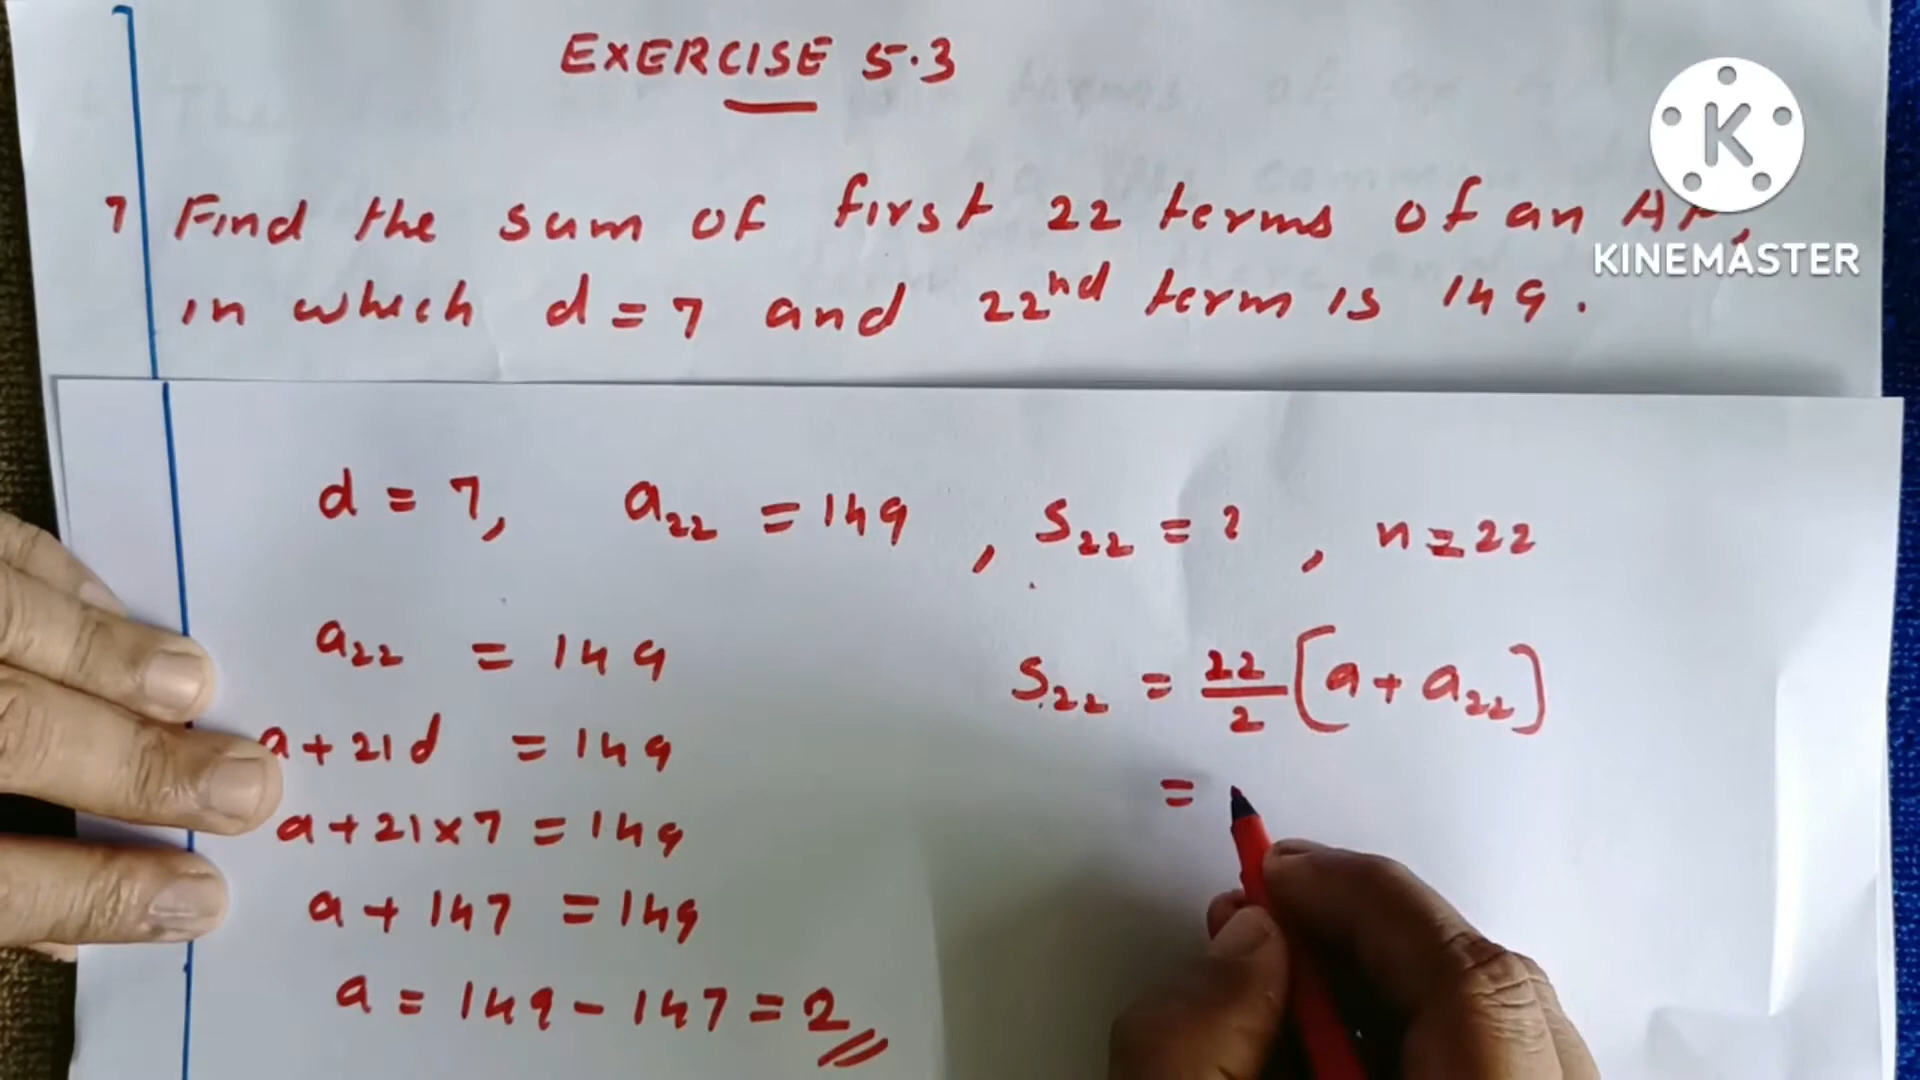 EXERCISE 5.3
7 Find the sum of first 22 terms of an AP,
in which d = 7 and 22nd term is 149.
K
KINEMASTER
d = 7, a22 = 149, S22 = ?, n = 22
a22 = 149
a + 21d = 149
a + 21 x 7 = 149
a + 147 = 149
a = 149 - 147 = 2
S22 = 22/2 [a + a22]
=